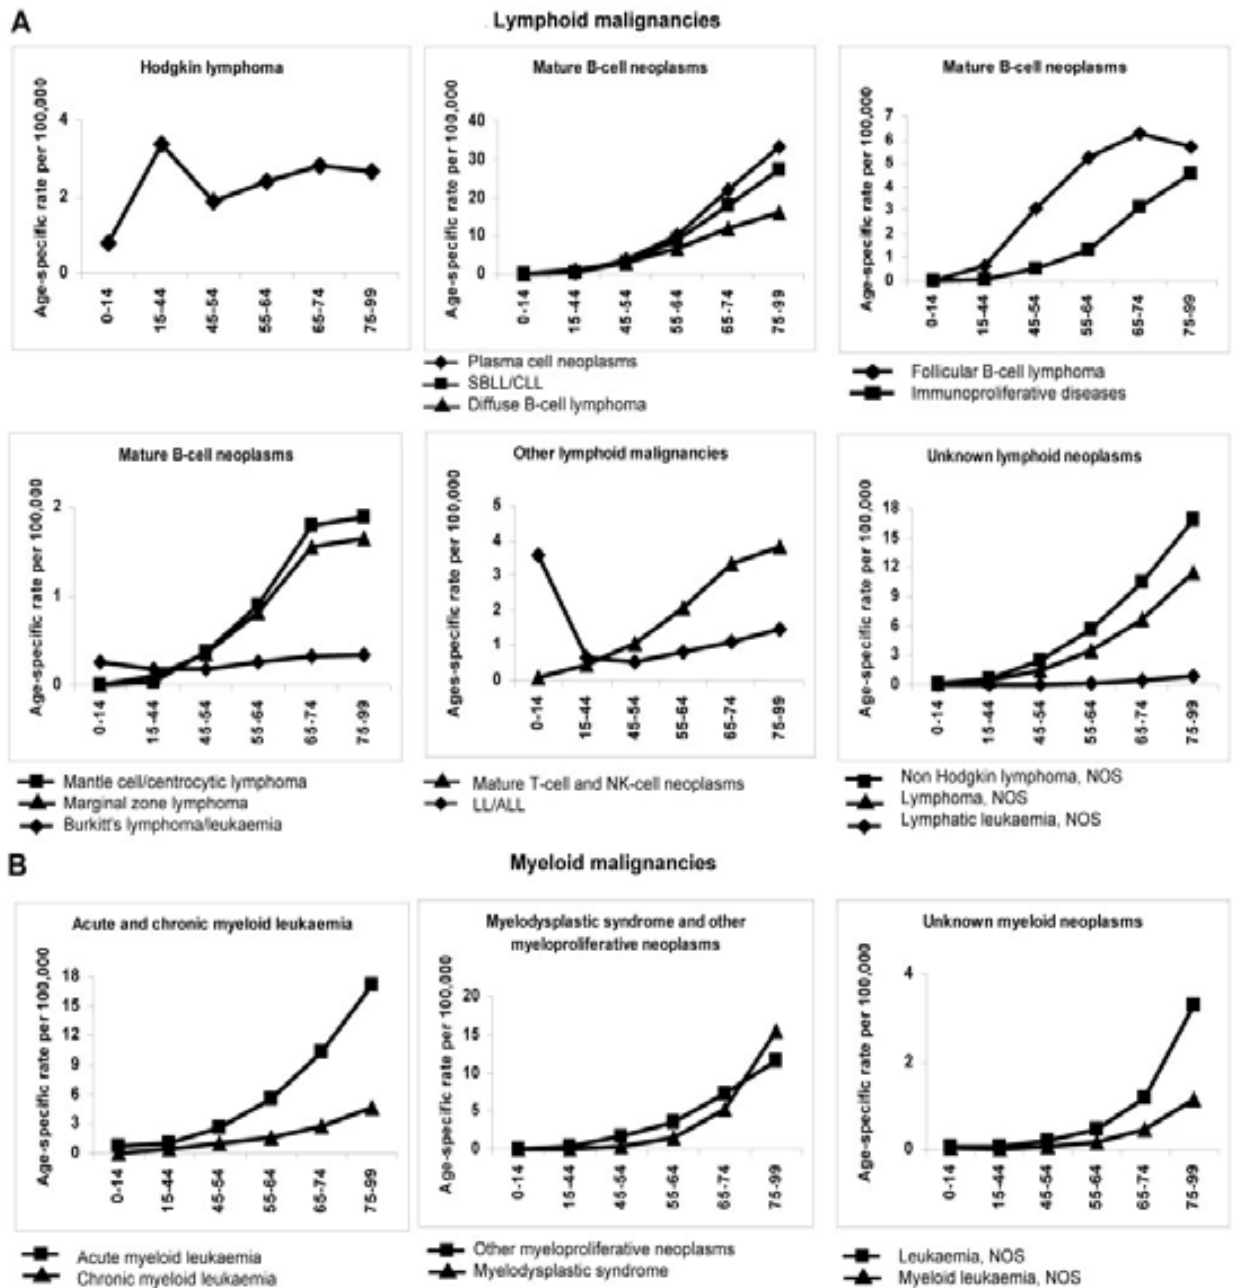 A
Lymphoid malignancies
Hodgkin lymphoma
Age-specific rate per 100,000
4
2
0
0-14
15-44
45-54
55-64
65-74
75-99
Mature B-cell neoplasms
Age-specific rate per 100,000
40
30
20
10
0
0-14
15-44
45-54
55-64
65-74
75-99
Plasma cell neoplasms
SBLL/CLL
Diffuse B-cell lymphoma
Mature B-cell neoplasms
Age-specific rate per 100,000
7
6
5
4
3
2
1
0
0-14
15-44
45-54
55-64
65-74
75-99
Follicular B-cell lymphoma
Immunoproliferative diseases
Mature B-cell neoplasms
Age-specific rate per 100,000
2
1
0
0-14
15-44
45-54
55-64
65-74
75-99
Mantle cell/centrocytic lymphoma
Marginal zone lymphoma
Burkitt's lymphoma/leukaemia
Other lymphoid malignancies
Ages-specific rate per 100,000
5
4
3
2
1
0
0-14
15-44
45-54
55-64
65-74
75-99
Mature T-cell and NK-cell neoplasms
LL/ALL
Unknown lymphoid neoplasms
Age-specific rate per 100,000
18
15
12
9
6
3
0
0-14
15-44
45-54
55-64
65-74
75-99
Non Hodgkin lymphoma, NOS
Lymphoma, NOS
Lymphatic leukaemia, NOS
B
Myeloid malignancies
Acute and chronic myeloid leukaemia
Age-specific rate per 100,000
18
15
12
9
6
3
0
0-14
15-44
45-54
55-64
65-74
75-99
Acute myeloid leukaemia
Chronic myeloid leukaemia
Myelodysplastic syndrome and other
myeloproliferative neoplasms
Age-specific rate per 100,000
20
15
10
5
0
0-14
15-44
45-54
55-64
65-74
75-99
Other myeloproliferative neoplasms
Myelodysplastic syndrome
Unknown myeloid neoplasms
Age-specific rate per 100,000
4
2
0
0-14
15-44
45-54
55-64
65-74
75-99
Leukaemia, NOS
Myeloid leukaemia, NOS